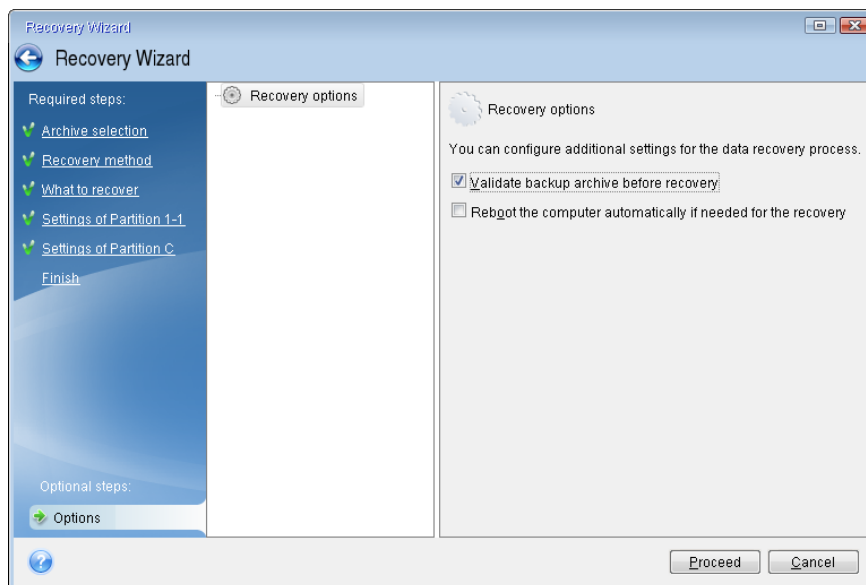 Recovery Wizard
Recovery Wizard
Required steps:
Archive selection
Recovery method
What to recover
Settings of Partition 1-1
Settings of Partition C
Finish
Optional steps:
Options
Recovery options
Recovery options
You can configure additional settings for the data recovery process.
Validate backup archive before recovery
Reboot the computer automatically if needed for the recovery
?
Proceed
Cancel